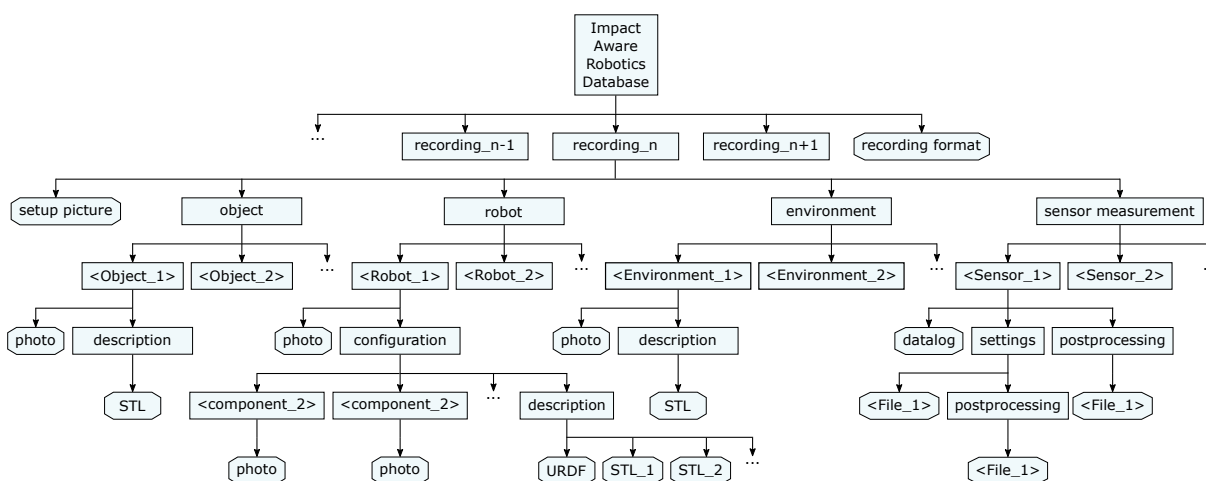 Impact
Aware
Robotics
Database
...
recording_n-1
recording_n
recording_n+1
recording format
setup picture
object
robot
environment
sensor measurement
<Object_1>
<Object_2>
...
<Robot_1>
<Robot_2>
...
<Environment_1>
<Environment_2>
...
<Sensor_1>
<Sensor_2>
photo
description
photo
configuration
photo
description
datalog
settings
postprocessing
STL
<component_2>
<component_2>
...
description
STL
<File_1>
postprocessing
<File_1>
photo
photo
URDF
STL_1
STL_2
...
<File_1>